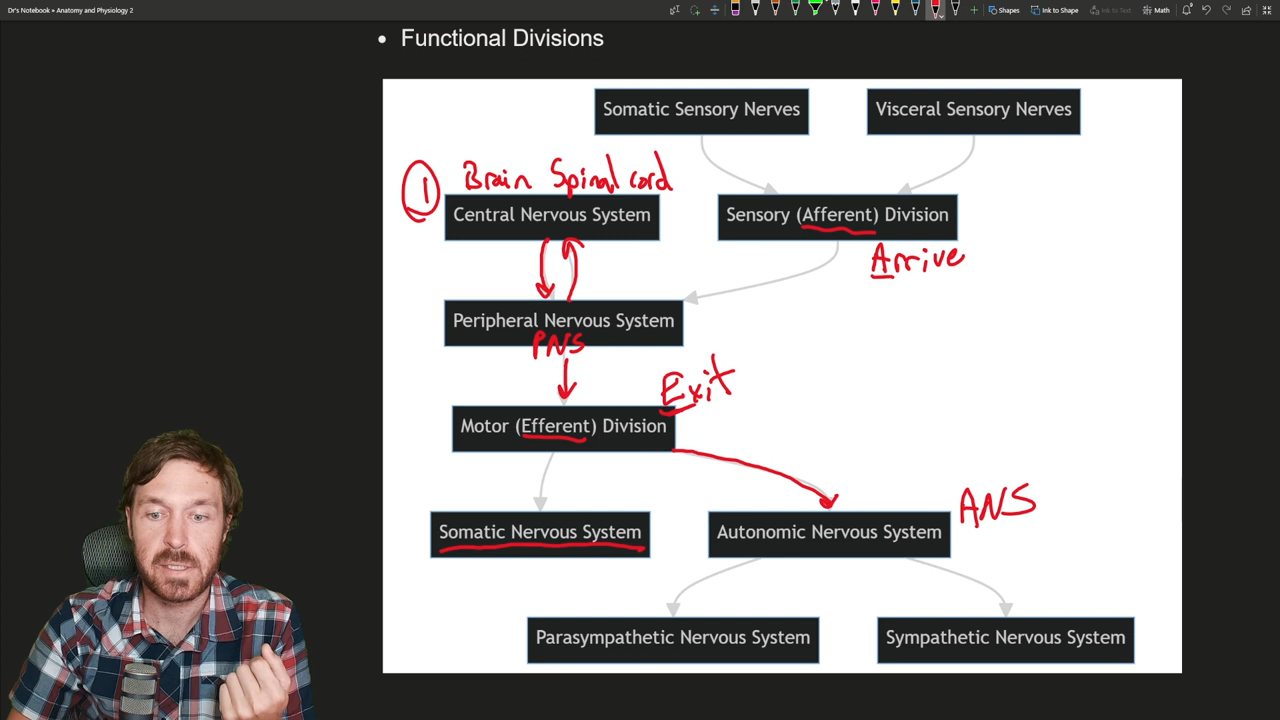 Dr's Notebook » Anatomy and Physiology 2
Shapes
Ink to Shape
Ink to Text
Math
• Functional Divisions
Somatic Sensory Nerves
Visceral Sensory Nerves
1 Brain Spinal cord
Central Nervous System
Sensory (Afferent) Division
Arrive
Peripheral Nervous System
PNS
Exit
Motor (Efferent) Division
ANS
Somatic Nervous System
Autonomic Nervous System
Parasympathetic Nervous System
Sympathetic Nervous System